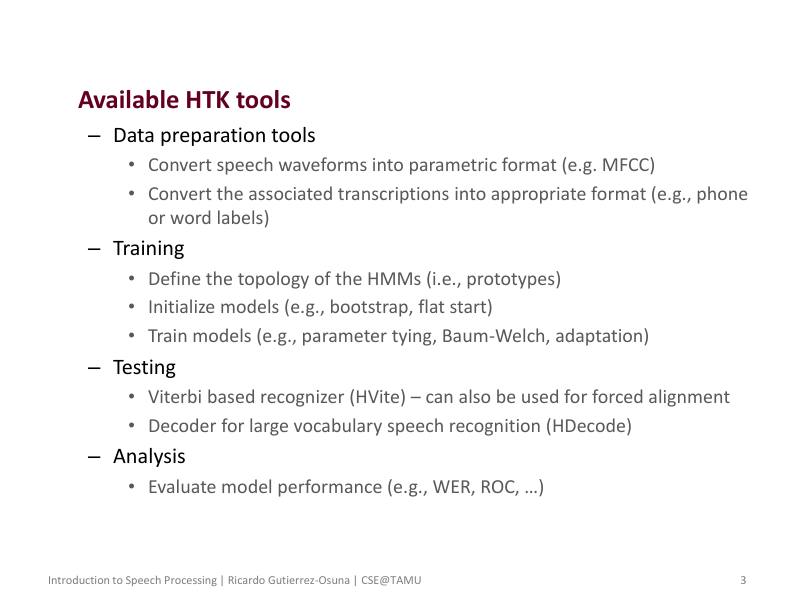 Available HTK tools
– Data preparation tools
• Convert speech waveforms into parametric format (e.g. MFCC)
• Convert the associated transcriptions into appropriate format (e.g., phone
or word labels)
– Training
• Define the topology of the HMMs (i.e., prototypes)
• Initialize models (e.g., bootstrap, flat start)
• Train models (e.g., parameter tying, Baum-Welch, adaptation)
– Testing
• Viterbi based recognizer (HVite) – can also be used for forced alignment
• Decoder for large vocabulary speech recognition (HDecode)
– Analysis
• Evaluate model performance (e.g., WER, ROC, …)
Introduction to Speech Processing | Ricardo Gutierrez-Osuna | CSE@TAMU 3